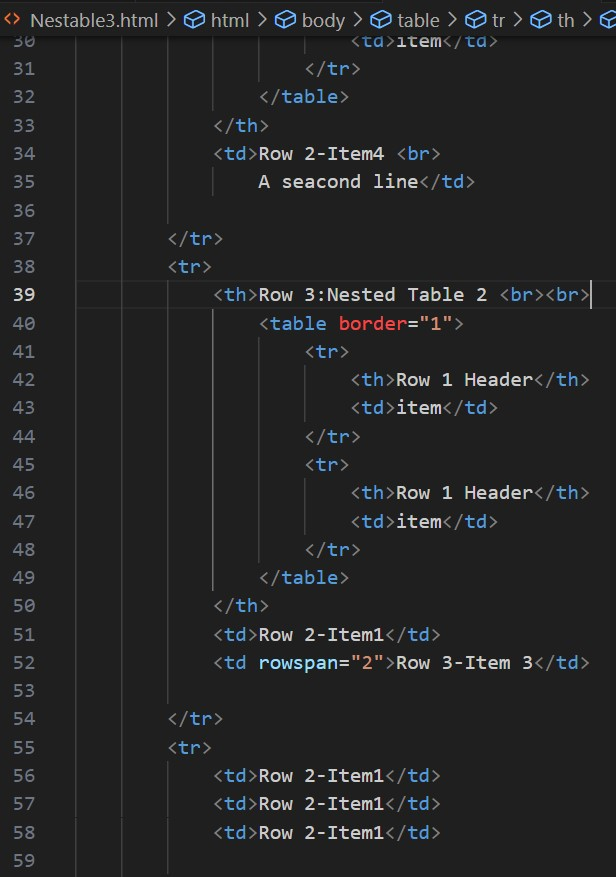 Nestable3.html > html > body > table > tr > th >
30 <td>item</td>
31 </tr>
32 </table>
33 </th>
34 <td>Row 2-Item4 <br>
35 A seacond line</td>
36
37 </tr>
38 <tr>
39 <th>Row 3:Nested Table 2 <br><br>
40 <table border="1">
41 <tr>
42 <th>Row 1 Header</th>
43 <td>item</td>
44 </tr>
45 <tr>
46 <th>Row 1 Header</th>
47 <td>item</td>
48 </tr>
49 </table>
50 </th>
51 <td>Row 2-Item1</td>
52 <td rowspan="2">Row 3-Item 3</td>
53
54 </tr>
55 <tr>
56 <td>Row 2-Item1</td>
57 <td>Row 2-Item1</td>
58 <td>Row 2-Item1</td>
59